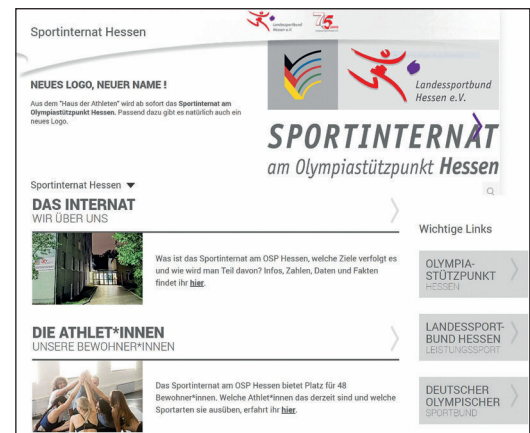 Sportinternat Hessen
Landessportbund
Hessen e.V.
75
NEUES LOGO, NEUER NAME !
Aus dem "Haus der Athleten" wird ab sofort das Sportinternat am
Olympiastützpunkt Hessen. Passend dazu gibt es natürlich auch ein
neues Logo.
Landessportbund
Hessen e.V.
SPORTINTERNAT
am Olympiastützpunkt Hessen
Sportinternat Hessen
DAS INTERNAT
WIR ÜBER UNS
Was ist das Sportinternat am OSP Hessen, welche Ziele verfolgt es
und wie wird man Teil davon? Infos, Zahlen, Daten und Fakten
findet ihr hier.
DIE ATHLET*INNEN
UNSERE BEWOHNER*INNEN
Das Sportinternat am OSP Hessen bietet Platz für 48
Bewohner*innen. Welche Athlet*innen das derzeit sind und welche
Sportarten sie ausüben, erfahrt ihr hier.
Wichtige Links
OLYMPIA-
STÜTZPUNKT
HESSEN
LANDESSPORT-
BUND HESSEN
LEISTUNGSSPORT
DEUTSCHER
OLYMPISCHER
SPORTBUND